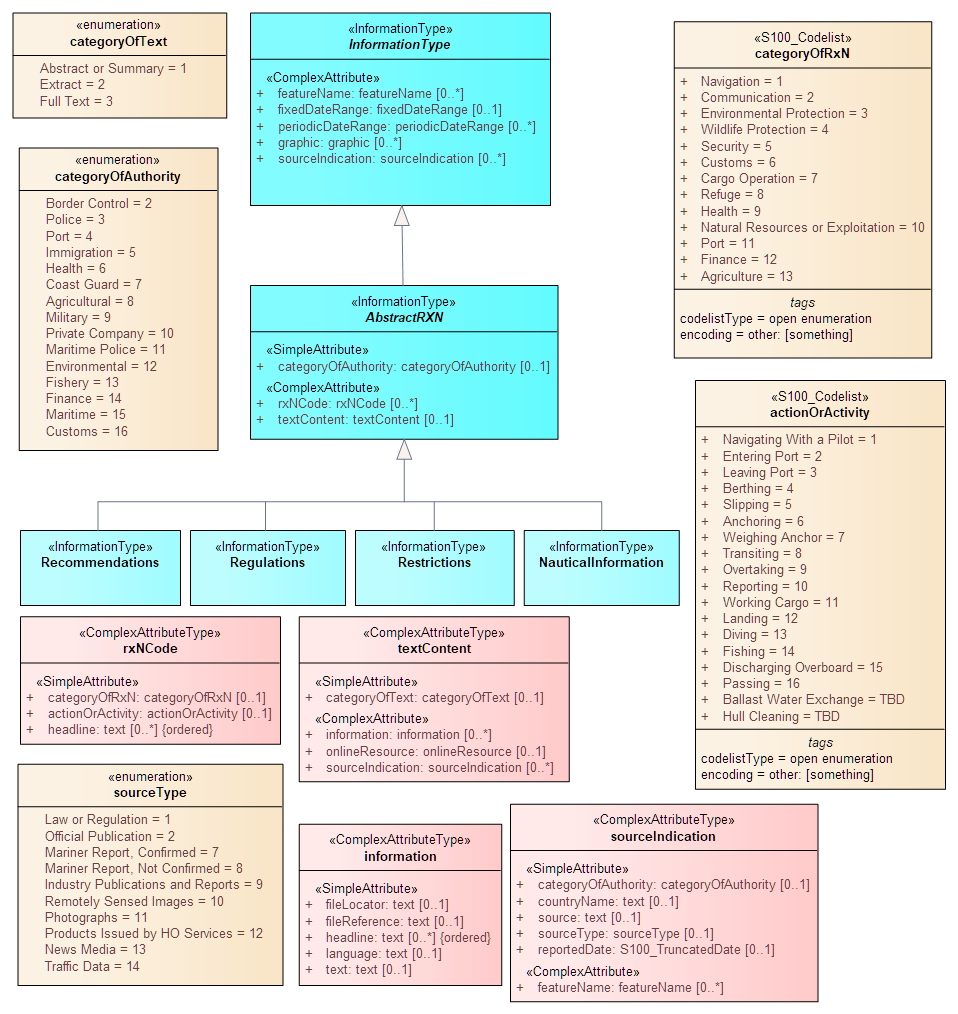 «enumeration»
categoryOfText
Abstract or Summary = 1
Extract = 2
Full Text = 3
«InformationType»
InformationType
«ComplexAttribute»
+ featureName: featureName [0..*]
+ fixedDateRange: fixedDateRange [0..1]
+ periodicDateRange: periodicDateRange [0..*]
+ graphic: graphic [0..*]
+ sourceIndication: sourceIndication [0..*]
«S100_Codelist»
categoryOfRxN
+ Navigation = 1
+ Communication = 2
+ Environmental Protection = 3
+ Wildlife Protection = 4
+ Security = 5
+ Customs = 6
+ Cargo Operation = 7
+ Refuge = 8
+ Health = 9
+ Natural Resources or Exploitation = 10
+ Port = 11
+ Finance = 12
+ Agriculture = 13
tags
codelistType = open enumeration
encoding = other: [something]
«enumeration»
categoryOfAuthority
Border Control = 2
Police = 3
Port = 4
Immigration = 5
Health = 6
Coast Guard = 7
Agricultural = 8
Military = 9
Private Company = 10
Maritime Police = 11
Environmental = 12
Fishery = 13
Finance = 14
Maritime = 15
Customs = 16
«InformationType»
AbstractRXN
«SimpleAttribute»
+ categoryOfAuthority: categoryOfAuthority [0..1]
«ComplexAttribute»
+ rxNCode: rxNCode [0..*]
+ textContent: textContent [0..1]
«S100_Codelist»
actionOrActivity
+ Navigating With a Pilot = 1
+ Entering Port = 2
+ Leaving Port = 3
+ Berthing = 4
+ Slipping = 5
+ Anchoring = 6
+ Weighing Anchor = 7
+ Transiting = 8
+ Overtaking = 9
+ Reporting = 10
+ Working Cargo = 11
+ Landing = 12
+ Diving = 13
+ Fishing = 14
+ Discharging Overboard = 15
+ Passing = 16
+ Ballast Water Exchange = TBD
+ Hull Cleaning = TBD
tags
codelistType = open enumeration
encoding = other: [something]
«InformationType»
Recommendations
«InformationType»
Regulations
«InformationType»
Restrictions
«InformationType»
NauticalInformation
«ComplexAttributeType»
rxNCode
«SimpleAttribute»
+ categoryOfRxN: categoryOfRxN [0..1]
+ actionOrActivity: actionOrActivity [0..1]
+ headline: text [0..*] {ordered}
«ComplexAttributeType»
textContent
«SimpleAttribute»
+ categoryOfText: categoryOfText [0..1]
«ComplexAttribute»
+ information: information [0..*]
+ onlineResource: onlineResource [0..1]
+ sourceIndication: sourceIndication [0..*]
«enumeration»
sourceType
Law or Regulation = 1
Official Publication = 2
Mariner Report, Confirmed = 7
Mariner Report, Not Confirmed = 8
Industry Publications and Reports = 9
Remotely Sensed Images = 10
Photographs = 11
Products Issued by HO Services = 12
News Media = 13
Traffic Data = 14
«ComplexAttributeType»
information
«SimpleAttribute»
+ fileLocator: text [0..1]
+ fileReference: text [0..1]
+ headline: text [0..*] {ordered}
+ language: text [0..1]
+ text: text [0..1]
«ComplexAttributeType»
sourceIndication
«SimpleAttribute»
+ categoryOfAuthority: categoryOfAuthority [0..1]
+ countryName: text [0..1]
+ source: text [0..1]
+ sourceType: sourceType [0..1]
+ reportedDate: S100_TruncatedDate [0..1]
«ComplexAttribute»
+ featureName: featureName [0..*]